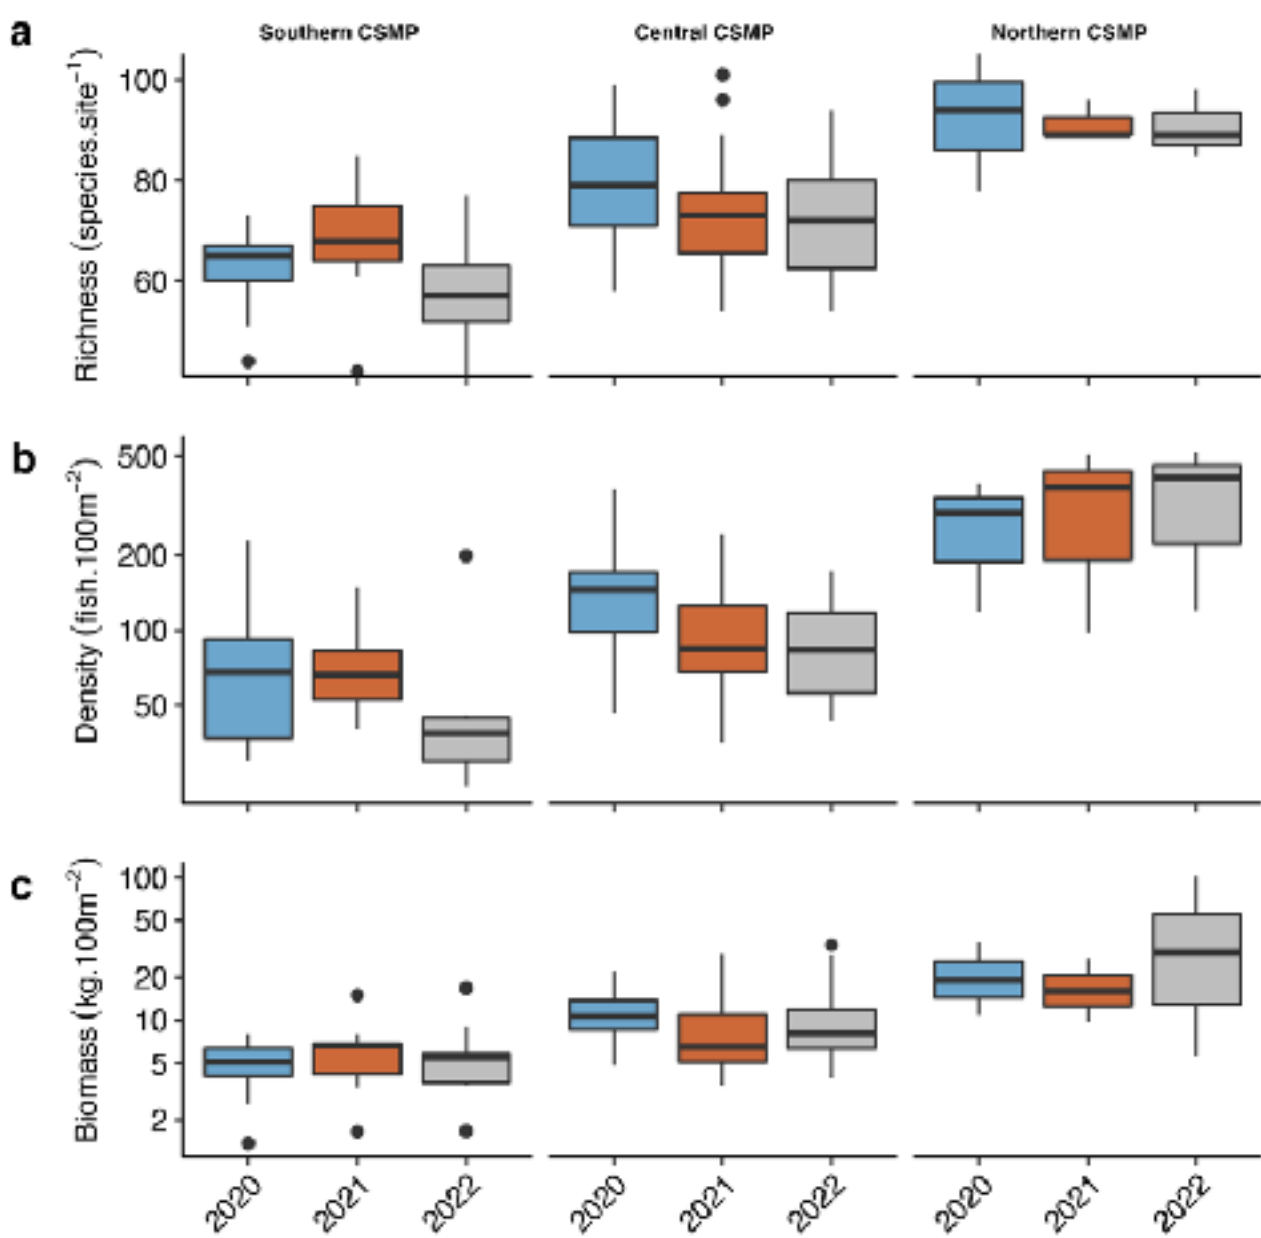 a
Southern CSMP Central CSMP Northern CSMP
Richness (species.site⁻¹)
100
80
60
b
Density (fish.100m⁻²)
500
200
100
50
c
Biomass (kg.100m⁻²)
100
50
20
10
5
2
2020 2021 2022 2020 2021 2022 2020 2021 2022